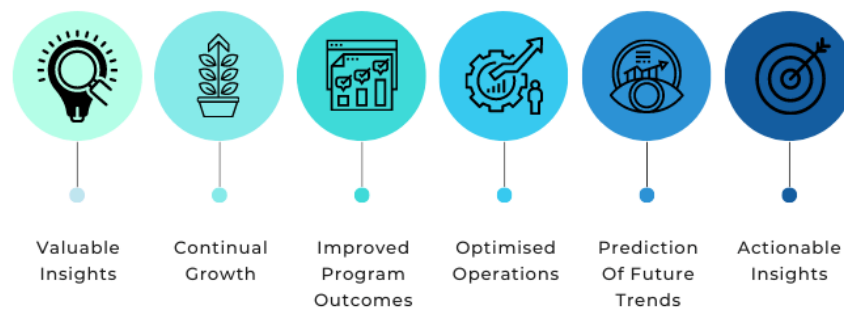 Valuable
Insights
Continual
Growth
Improved
Program
Outcomes
Optimised
Operations
Prediction
Of Future
Trends
Actionable
Insights